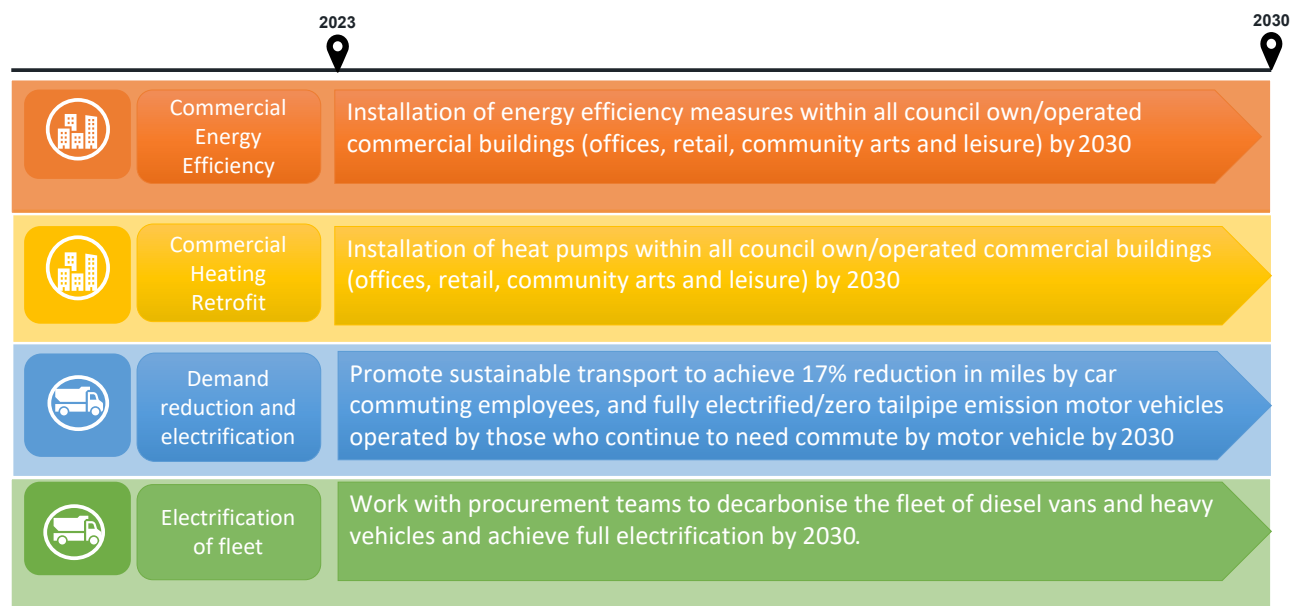 2023
2030
Commercial
Energy
Efficiency
Installation of energy efficiency measures within all council own/operated
commercial buildings (offices, retail, community arts and leisure) by 2030
Commercial
Heating
Retrofit
Installation of heat pumps within all council own/operated commercial buildings
(offices, retail, community arts and leisure) by 2030
Demand
reduction and
electrification
Promote sustainable transport to achieve 17% reduction in miles by car
commuting employees, and fully electrified/zero tailpipe emission motor vehicles
operated by those who continue to need commute by motor vehicle by 2030
Electrification
of fleet
Work with procurement teams to decarbonise the fleet of diesel vans and heavy
vehicles and achieve full electrification by 2030.